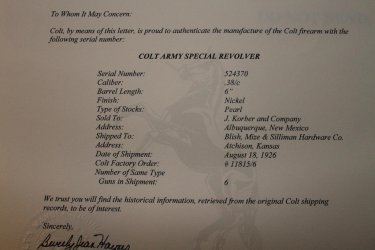 To Whom It May Concern:
Colt, by means of this letter, is proud to authenticate the manufacture of the Colt firearm with the
following serial number:
COLT ARMY SPECIAL REVOLVER
Serial Number: 524370
Caliber: .38/c
Barrel Length: 6"
Finish: Nickel
Type of Stocks: Pearl
Sold To: J. Korber and Company
Address: Albuquerque, New Mexico
Shipped To: Blish, Mize & Silliman Hardware Co.
Address: Atchison, Kansas
Date of Shipment: August 18, 1926
Colt Factory Order: # 11815/6
Number of Same Type
Guns in Shipment: 6
We trust you will find the historical information, retrieved from the original Colt shipping
records, to be of interest.
Sincerely,
Beverly Jean Haynes